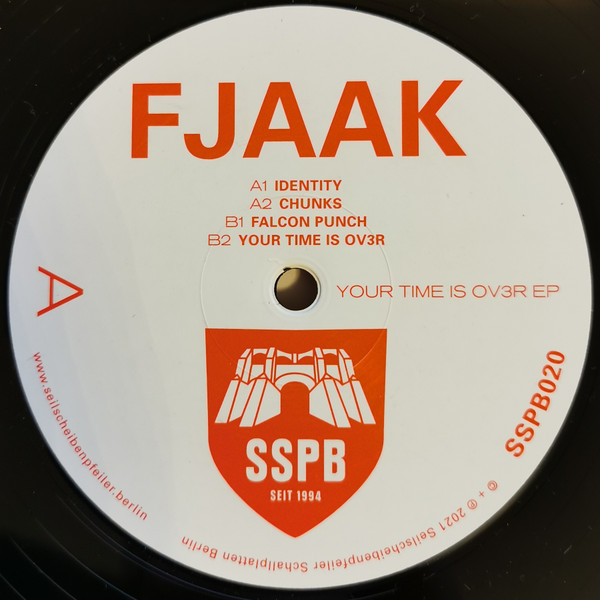 FJAAK
A1 IDENTITY
A2 CHUNKS
B1 FALCON PUNCH
B2 YOUR TIME IS OV3R
A
YOUR TIME IS OV3R EP
SSPB
SEIT 1994
SSPB020
www.seilscheibenpfeiler.berlin
© + ℗ 2021 Seilscheibenpfeiler Schallplatten Berlin